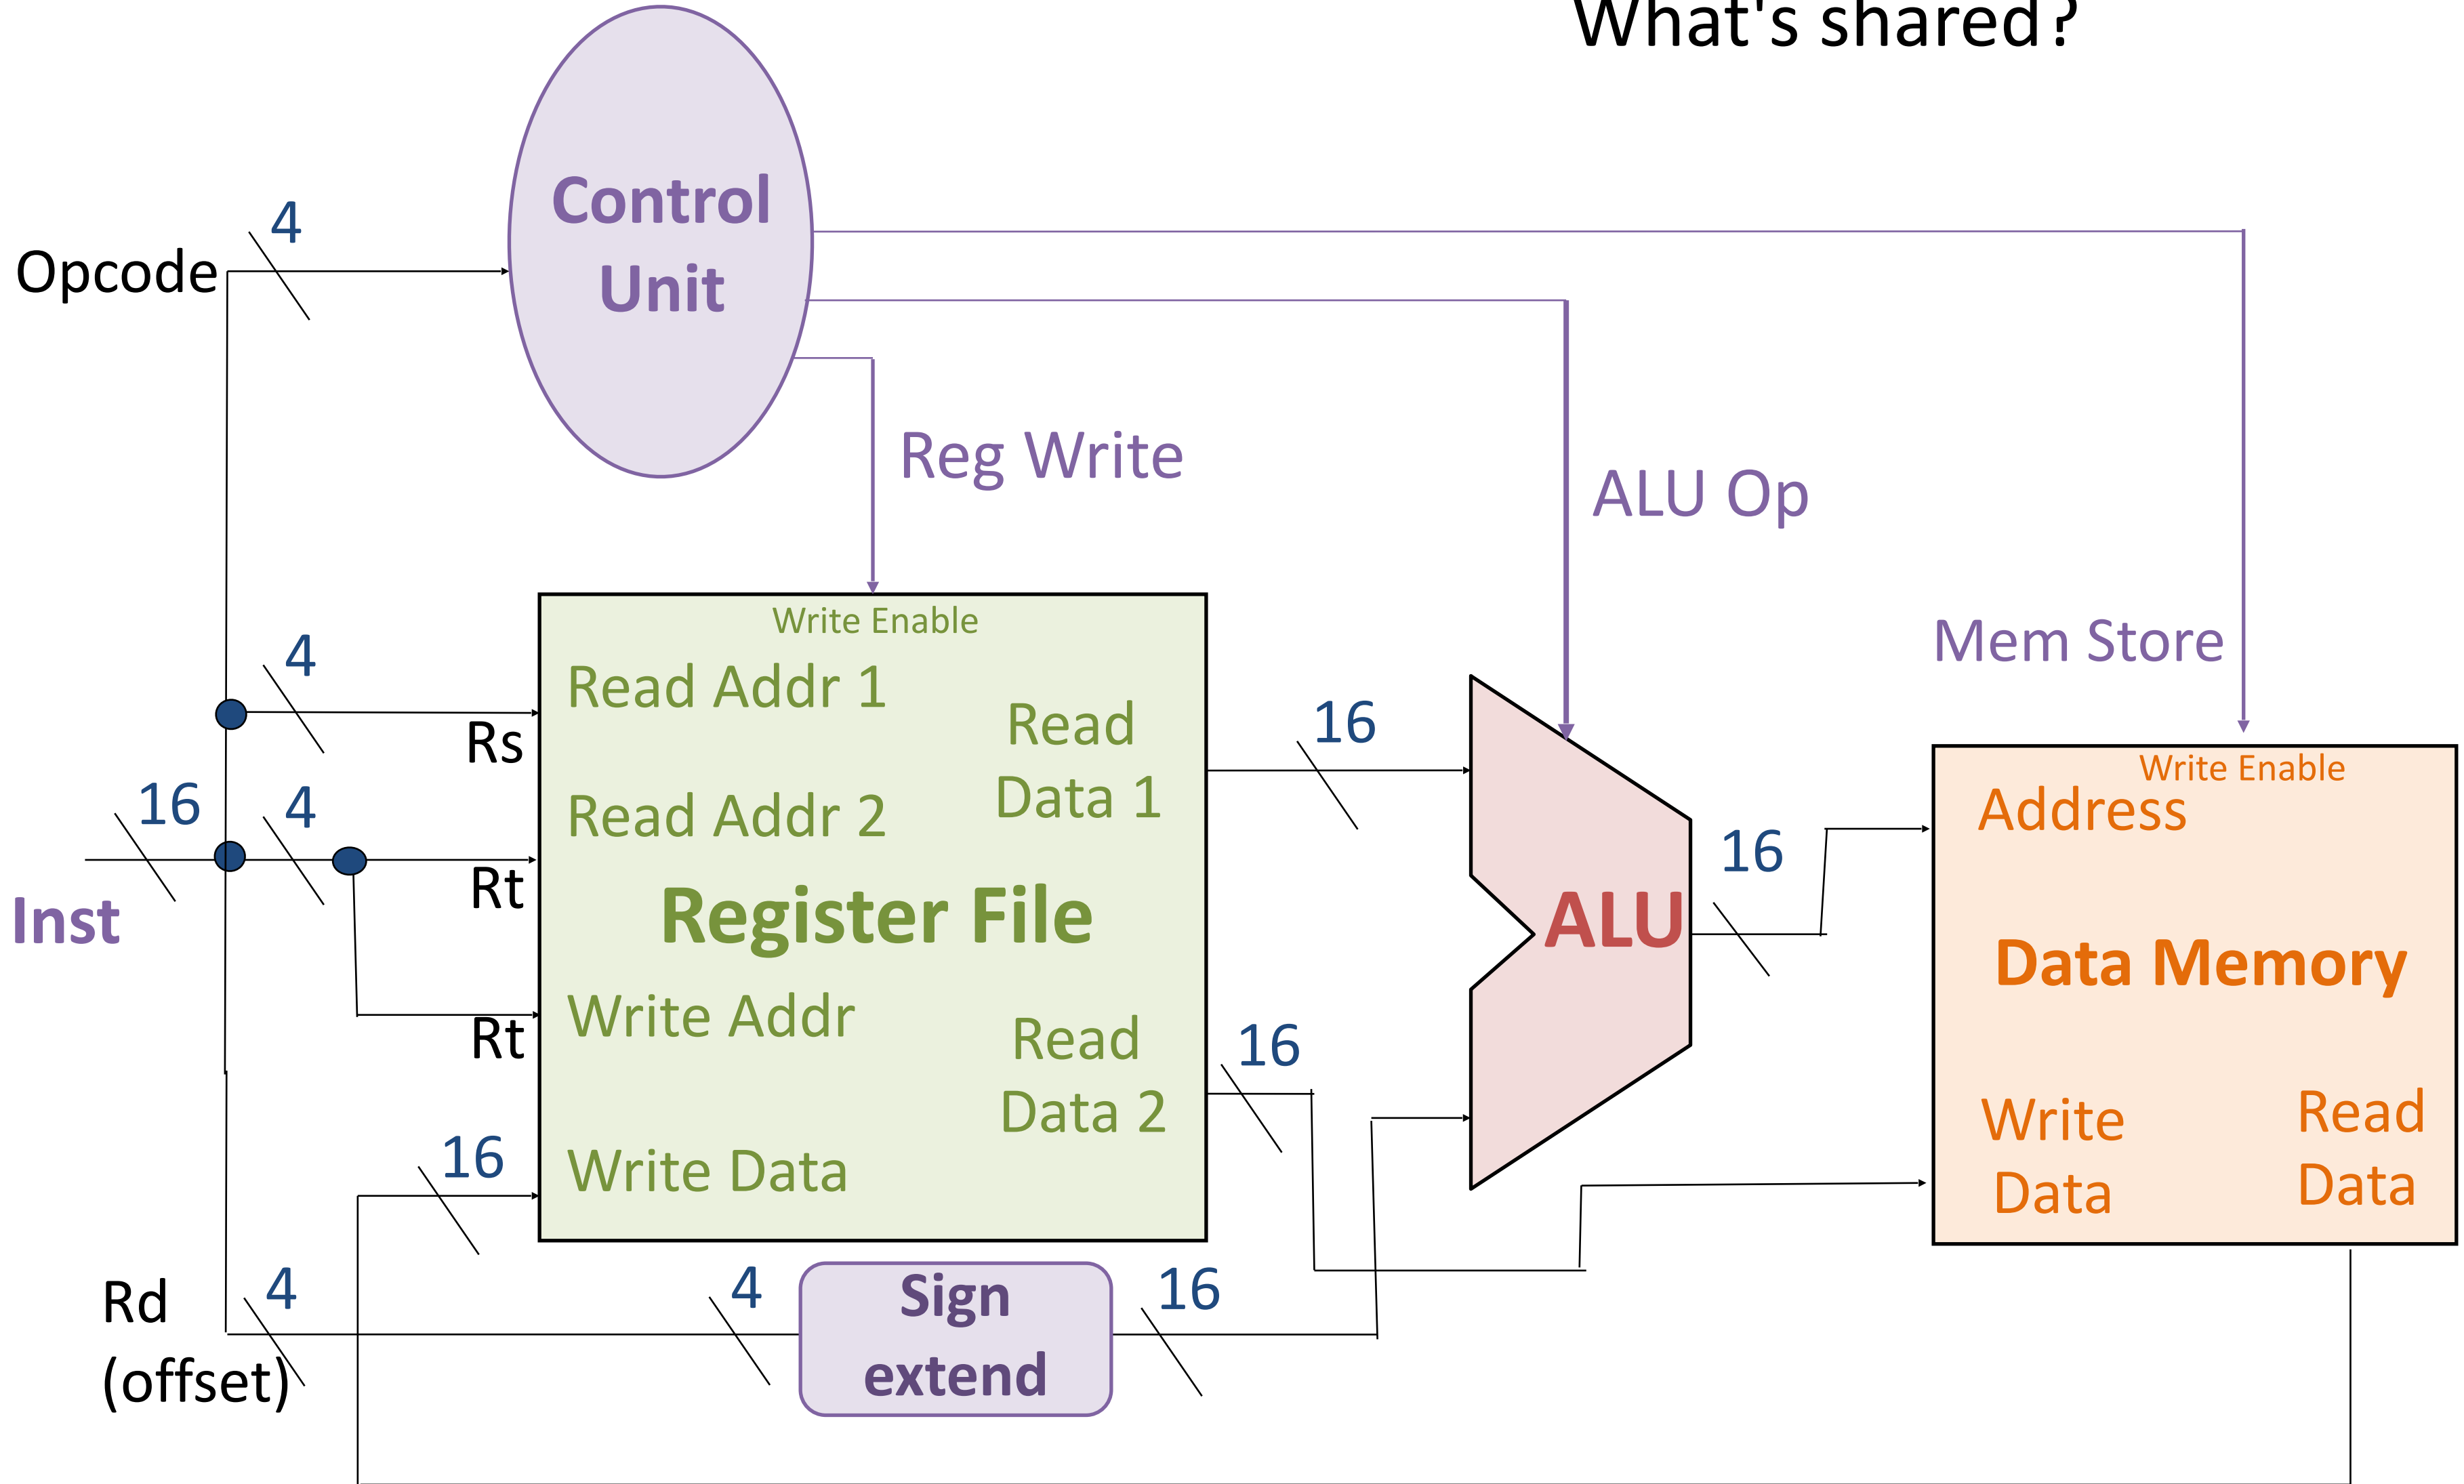 What's shared?
Control
Unit
4
Opcode
Reg Write
ALU Op
Mem Store
Write Enable
4
Read Addr 1
Rs
Read
Data 1
16
Write Enable
Address
16
4
Read Addr 2
16
Inst
Rt
Register File
ALU
Data Memory
Write Addr
Rt
Read
Data 2
16
Write
Data
Read
Data
16
Write Data
Rd
(offset)
4
4
Sign
extend
16